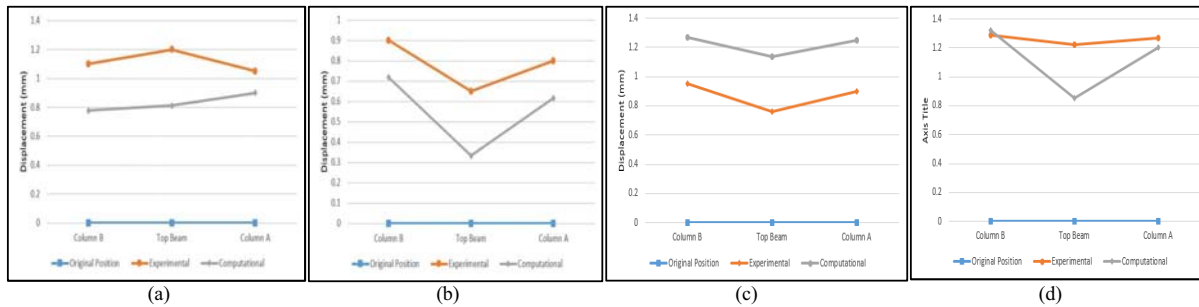 Displacement (mm)
1.4
1.2
1
0.8
0.6
0.4
0.2
0
Column B
Top Beam
Column A
Original Position
Experimental
Computational
(a)
Displacement (mm)
1
0.9
0.8
0.7
0.6
0.5
0.4
0.3
0.2
0.1
0
Column B
Top Beam
Column A
Original Position
Experimental
Computational
(b)
Displacement (mm)
1.4
1.2
1
0.8
0.6
0.4
0.2
0
Column B
Top Beam
Column A
Original Position
Experimental
Computational
(c)
Axis Title
1.4
1.2
1
0.8
0.6
0.4
0.2
0
Column B
Top Beam
Column A
Original Position
Experimental
Computational
(d)